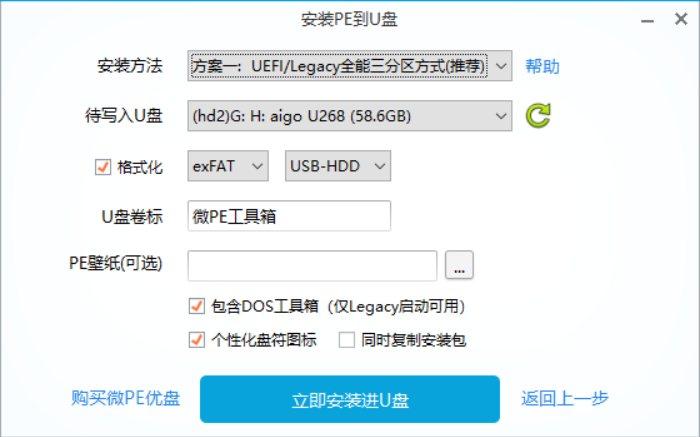 安装PE到U盘
安装方法 方案一：UEFI/Legacy全能三分区方式(推荐) 帮助
待写入U盘 (hd2)G: H: aigo U268 (58.6GB)
格式化 exFAT USB-HDD
U盘卷标 微PE工具箱
PE壁纸(可选) ...
包含DOS工具箱（仅Legacy启动可用）
个性化盘符图标 同时复制安装包
购买微PE优盘 立即安装进U盘 返回上一步